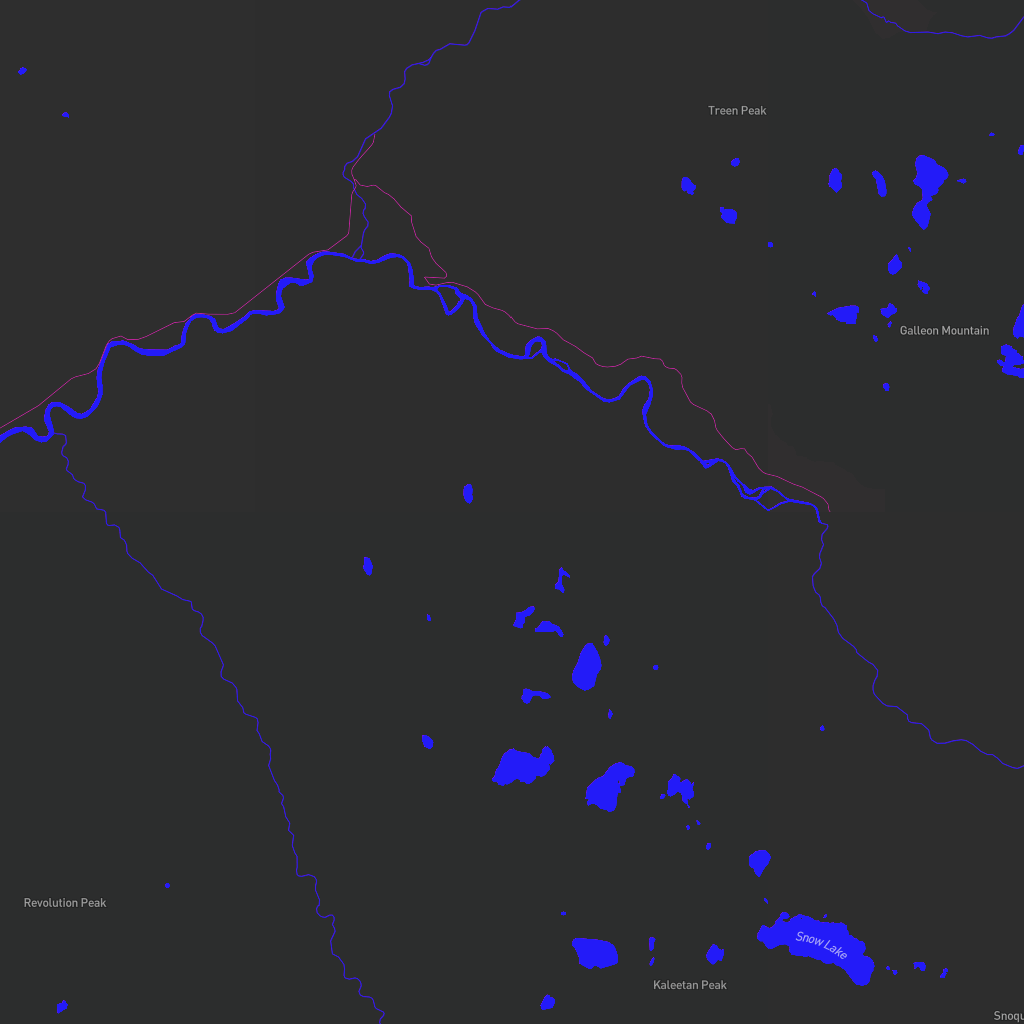 Treen Peak
Galleon Mountain
Revolution Peak
Snow Lake
Kaleetan Peak
Snoqu